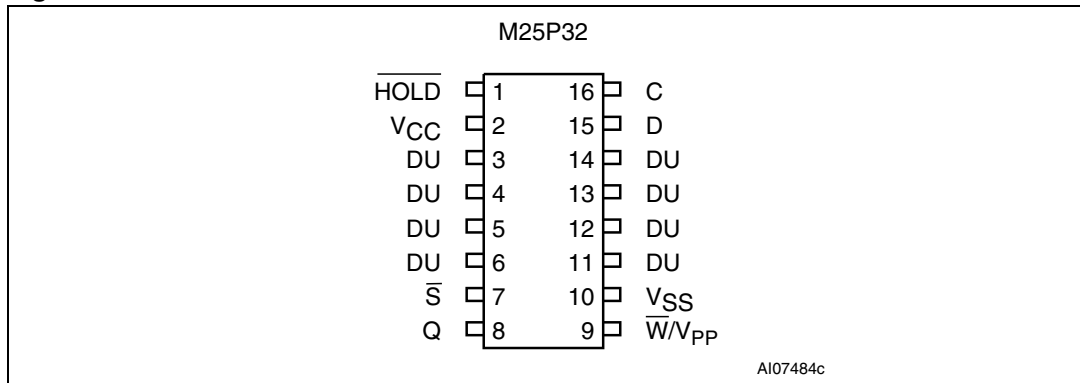 M25P32
H̅O̅L̅D̅ 1 16 C
VCC 2 15 D
DU 3 14 DU
DU 4 13 DU
DU 5 12 DU
DU 6 11 DU
S̅ 7 10 VSS
Q 8 9 W̅/VPP
AI07484c